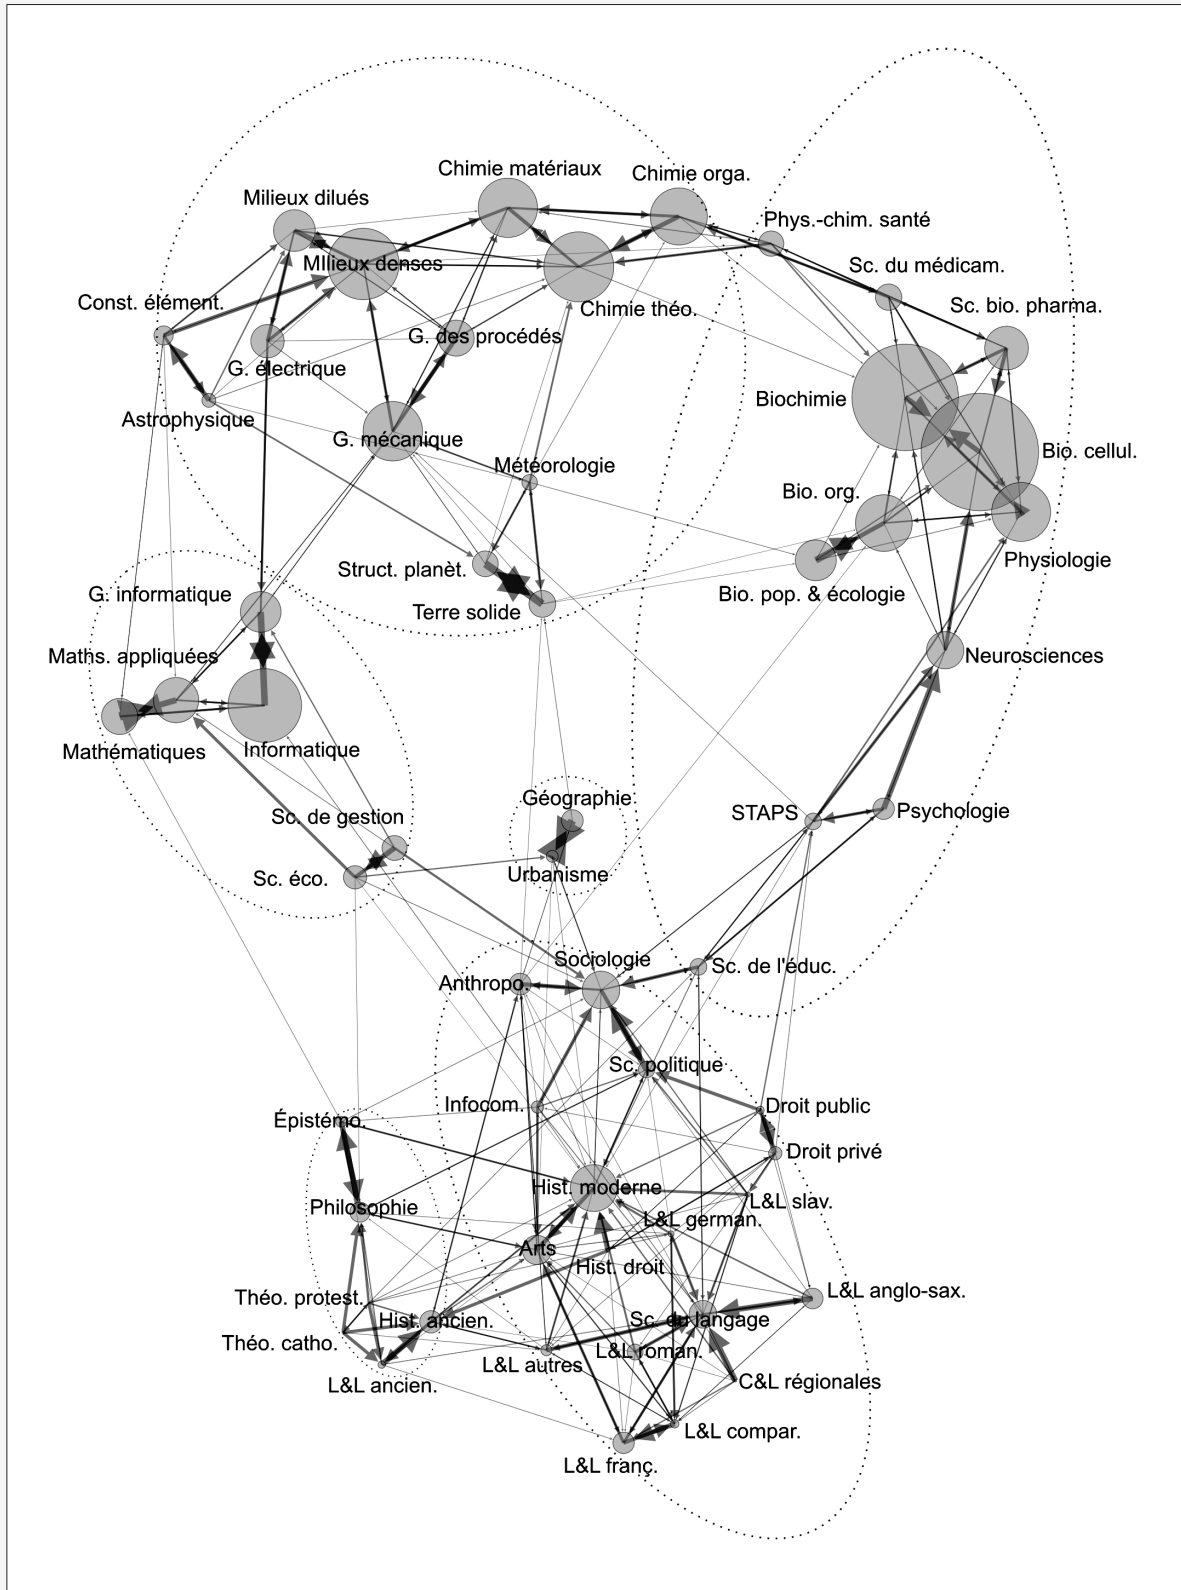 Chimie matériaux
Chimie orga.
Milieux dilués
Phys.-chim. santé
MIlieux denses
Sc. du médicam.
Const. élément.
Chimie théo.
Sc. bio. pharma.
G. des procédés
G. électrique
Biochimie
Astrophysique
G. mécanique
Bio. cellul.
Météorologie
Bio. org.
Struct. planèt.
Physiologie
G. informatique
Terre solide
Bio. pop. & écologie
Maths. appliquées
Neurosciences
Mathématiques
Informatique
Géographie
Sc. de gestion
STAPS
Psychologie
Sc. éco.
Urbanisme
Sociologie
Anthropo.
Sc. de l'éduc.
Sc. politique
Infocom.
Droit public
Épistémo.
Droit privé
Hist. moderne
Philosophie
L&L slav.
L&L german.
Arts
Hist. droit
Théo. protest.
L&L anglo-sax.
Hist. ancien.
Sc. du langage
Théo. catho.
L&L autres
L&L roman.
L&L ancien.
C&L régionales
L&L compar.
L&L franç.